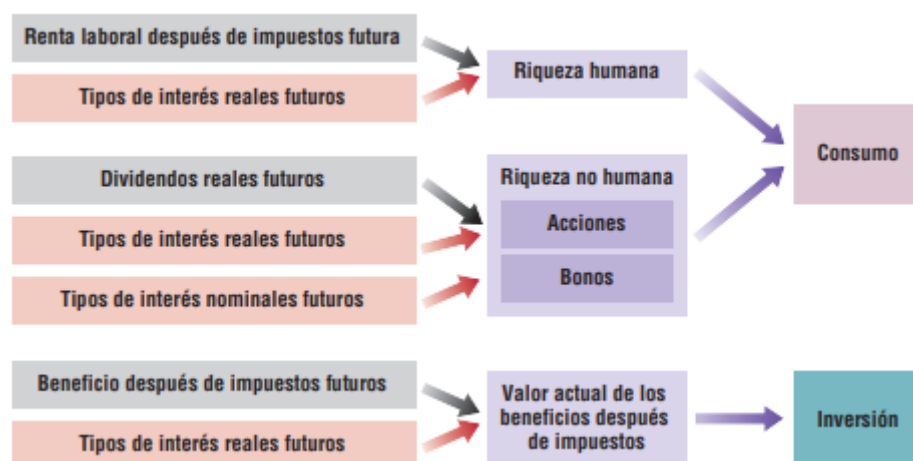 Renta laboral después de impuestos futura
Tipos de interés reales futuros
Riqueza humana
Dividendos reales futuros
Tipos de interés reales futuros
Tipos de interés nominales futuros
Riqueza no humana
Acciones
Bonos
Consumo
Beneficio después de impuestos futuros
Tipos de interés reales futuros
Valor actual de los
beneficios después
de impuestos
Inversión